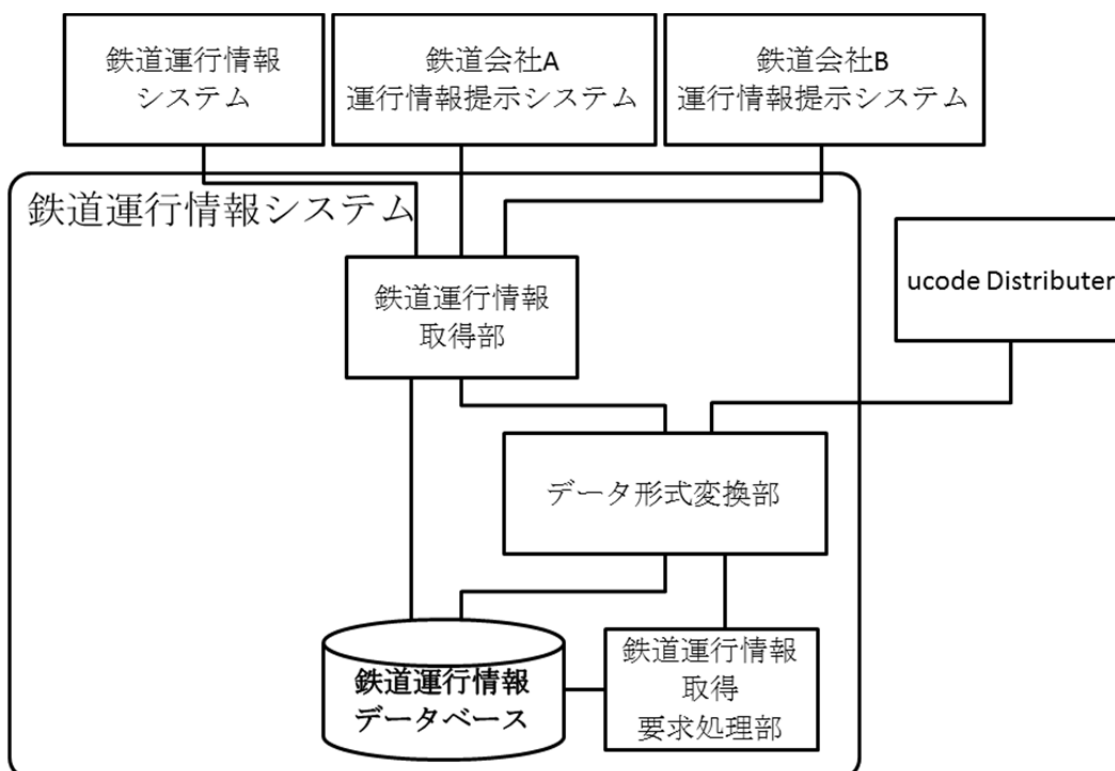 鉄道運行情報
システム
鉄道会社A
運行情報提示システム
鉄道会社B
運行情報提示システム
鉄道運行情報システム
ucode Distributer
鉄道運行情報
取得部
データ形式変換部
鉄道運行情報
データベース
鉄道運行情報
取得
要求処理部